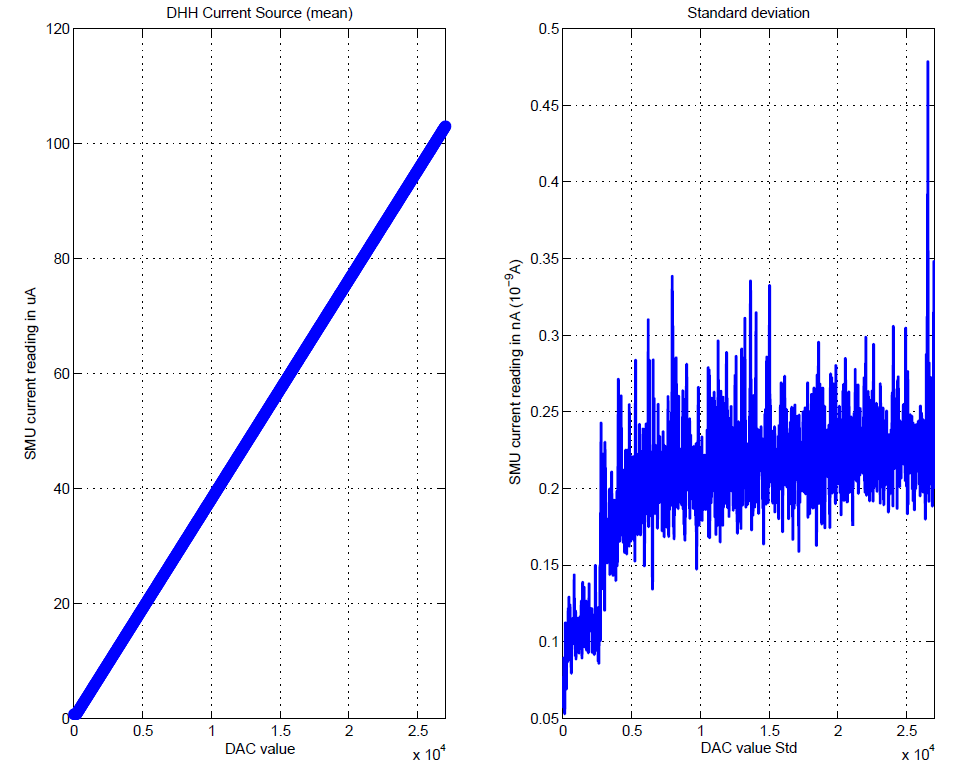 DHH Current Source (mean)
120
100
80
60
40
20
0
SMU current reading in uA
0 0.5 1 1.5 2 2.5
DAC value
x 10^4
Standard deviation
0.5
0.45
0.4
0.35
0.3
0.25
0.2
0.15
0.1
0.05
SMU current reading in nA (10^-9A)
0 0.5 1 1.5 2 2.5
DAC value Std
x 10^4